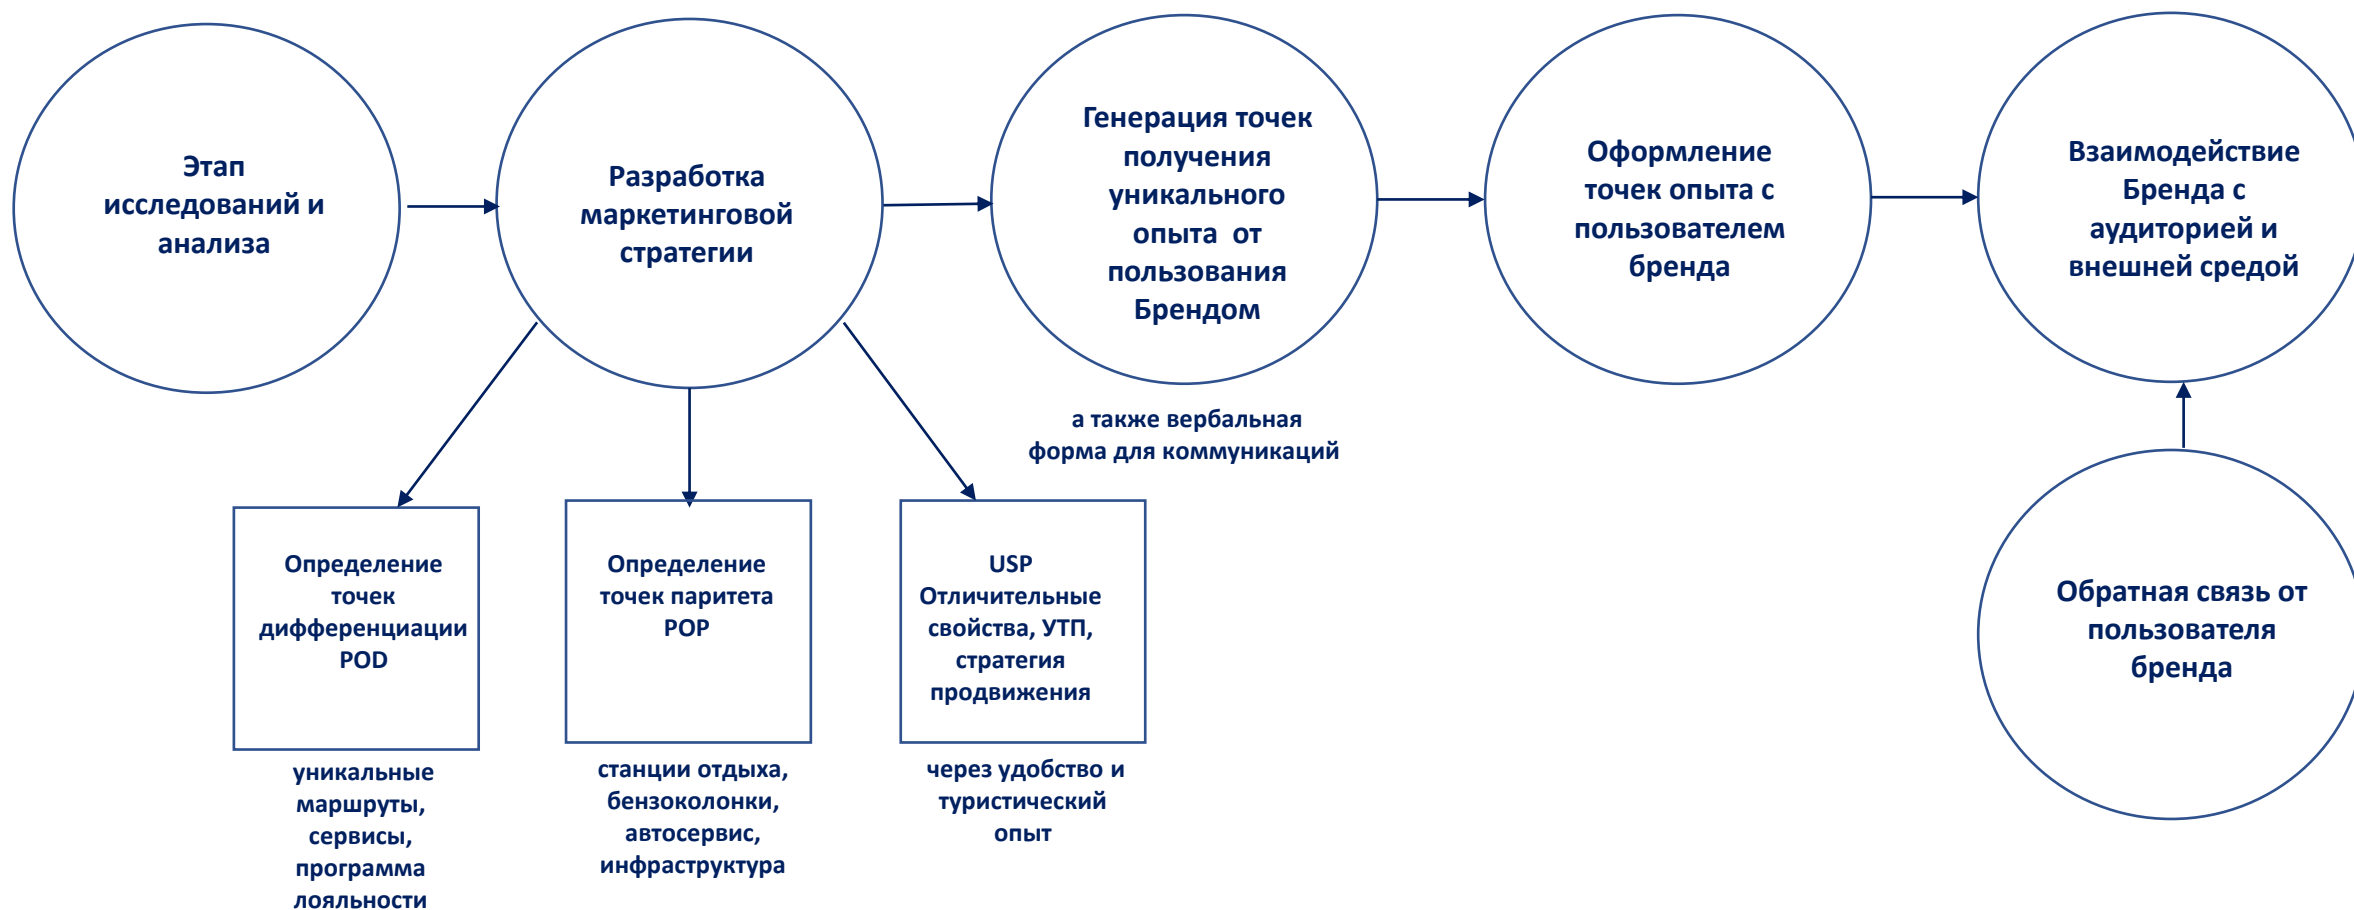 Этап
исследований и
анализа
Разработка
маркетинговой
стратегии
Генерация точек
получения
уникального
опыта от
пользования
Брендом
Оформление
точек опыта с
пользователем
бренда
Взаимодействие
Бренда с
аудиторией и
внешней средой
а также вербальная
форма для коммуникаций
Определение
точек
дифференциации
POD
Определение
точек паритета
POP
USP
Отличительные
свойства, УТП,
стратегия
продвижения
Обратная связь от
пользователя
бренда
уникальные
маршруты,
сервисы,
программа
лояльности
станции отдыха,
бензоколонки,
автосервис,
инфраструктура
через удобство и
туристический
опыт